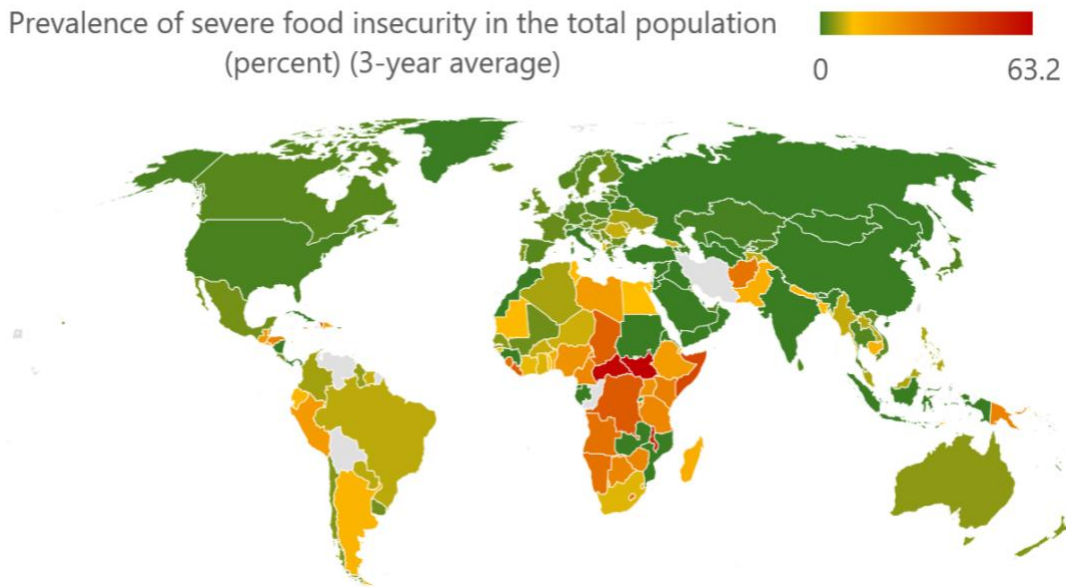 Prevalence of severe food insecurity in the total population
(percent) (3-year average)
0 63.2